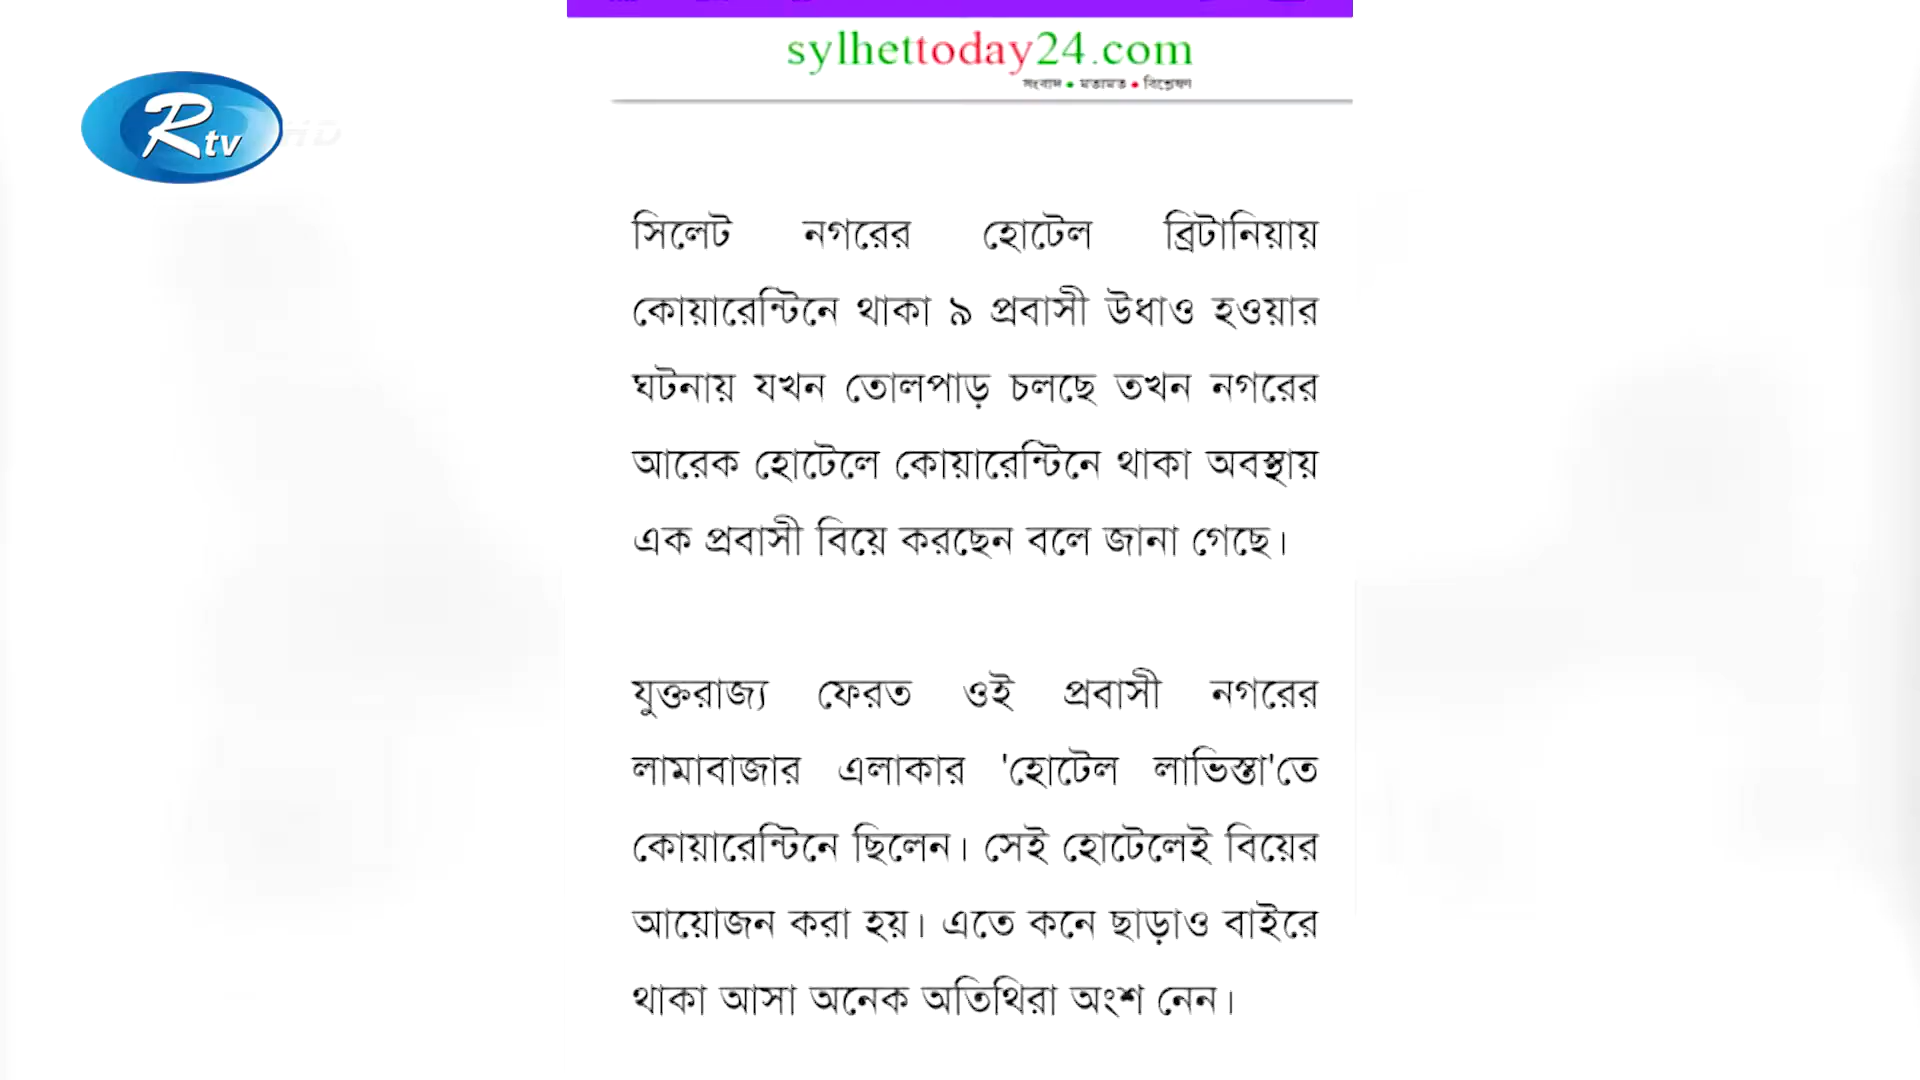 sylhettoday24.com
সংবাদ ● মতামত ● বিশ্লেষণ
Rtv
HD
সিলেট নগরের হোটেল ব্রিটানিয়ায়
কোয়ারেন্টিনে থাকা ৯ প্রবাসী উধাও হওয়ার
ঘটনায় যখন তোলপাড় চলছে তখন নগরের
আরেক হোটেলে কোয়ারেন্টিনে থাকা অবস্থায়
এক প্রবাসী বিয়ে করছেন বলে জানা গেছে।
যুক্তরাজ্য ফেরত ওই প্রবাসী নগরের
লামাবাজার এলাকার 'হোটেল লাভিস্তা'তে
কোয়ারেন্টিনে ছিলেন। সেই হোটেলেই বিয়ের
আয়োজন করা হয়। এতে কনে ছাড়াও বাইরে
থাকা আসা অনেক অতিথিরা অংশ নেন।